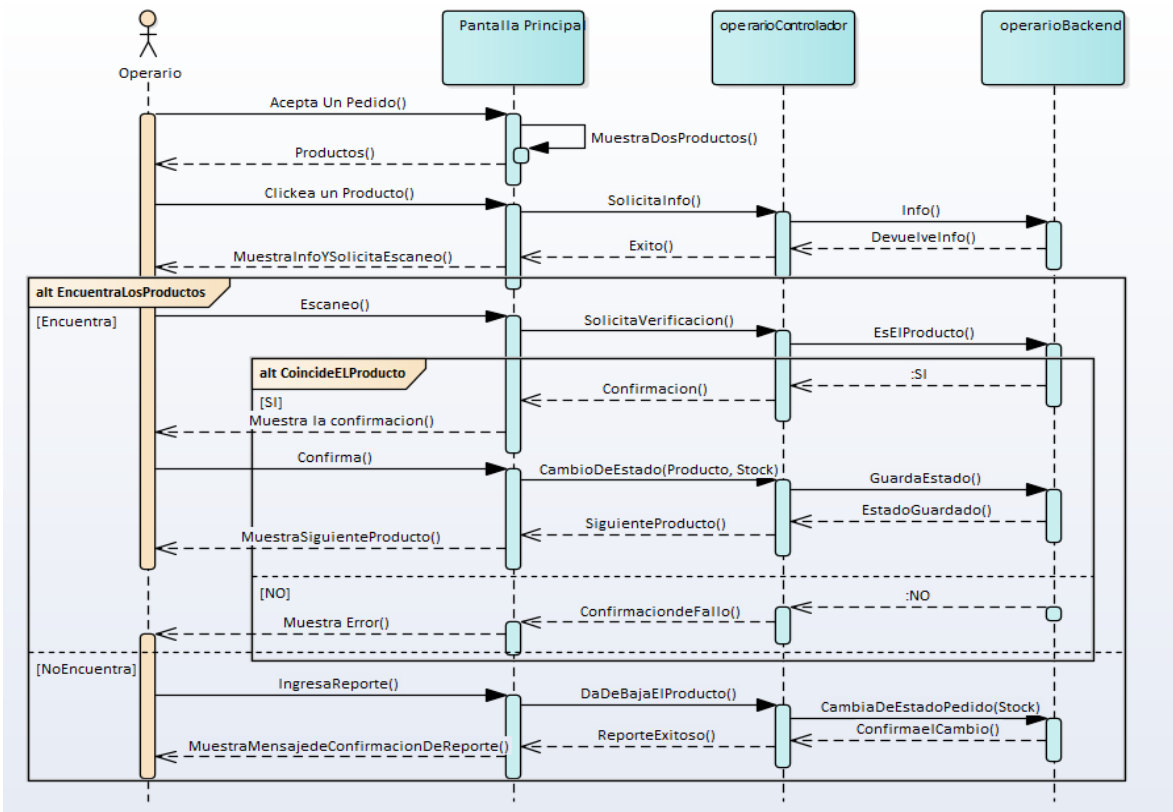 Pantalla Principal
operarioControlador
operarioBackend
Operario
Acepta Un Pedido()
MuestraDosProductos()
Productos()
Clickea un Producto()
SolicitaInfo()
Info()
DevuelveInfo()
Exito()
MuestraInfoYSolicitaEscaneo()
alt EncuentraLosProductos
[Encuentra]
Escaneo()
SolicitaVerificacion()
EsElProducto()
alt CoincideELProducto
:SI
Confirmacion()
[SI]
Muestra la confirmacion()
Confirma()
CambioDeEstado(Producto, Stock)
GuardaEstado()
EstadoGuardado()
SiguienteProducto()
MuestraSiguienteProducto()
[NO]
:NO
ConfirmaciondeFallo()
Muestra Error()
[NoEncuentra]
IngresaReporte()
DaDeBajaElProducto()
CambiaDeEstadoPedido(Stock)
ConfirmaelCambio()
ReporteExitoso()
MuestraMensajedeConfirmacionDeReporte()